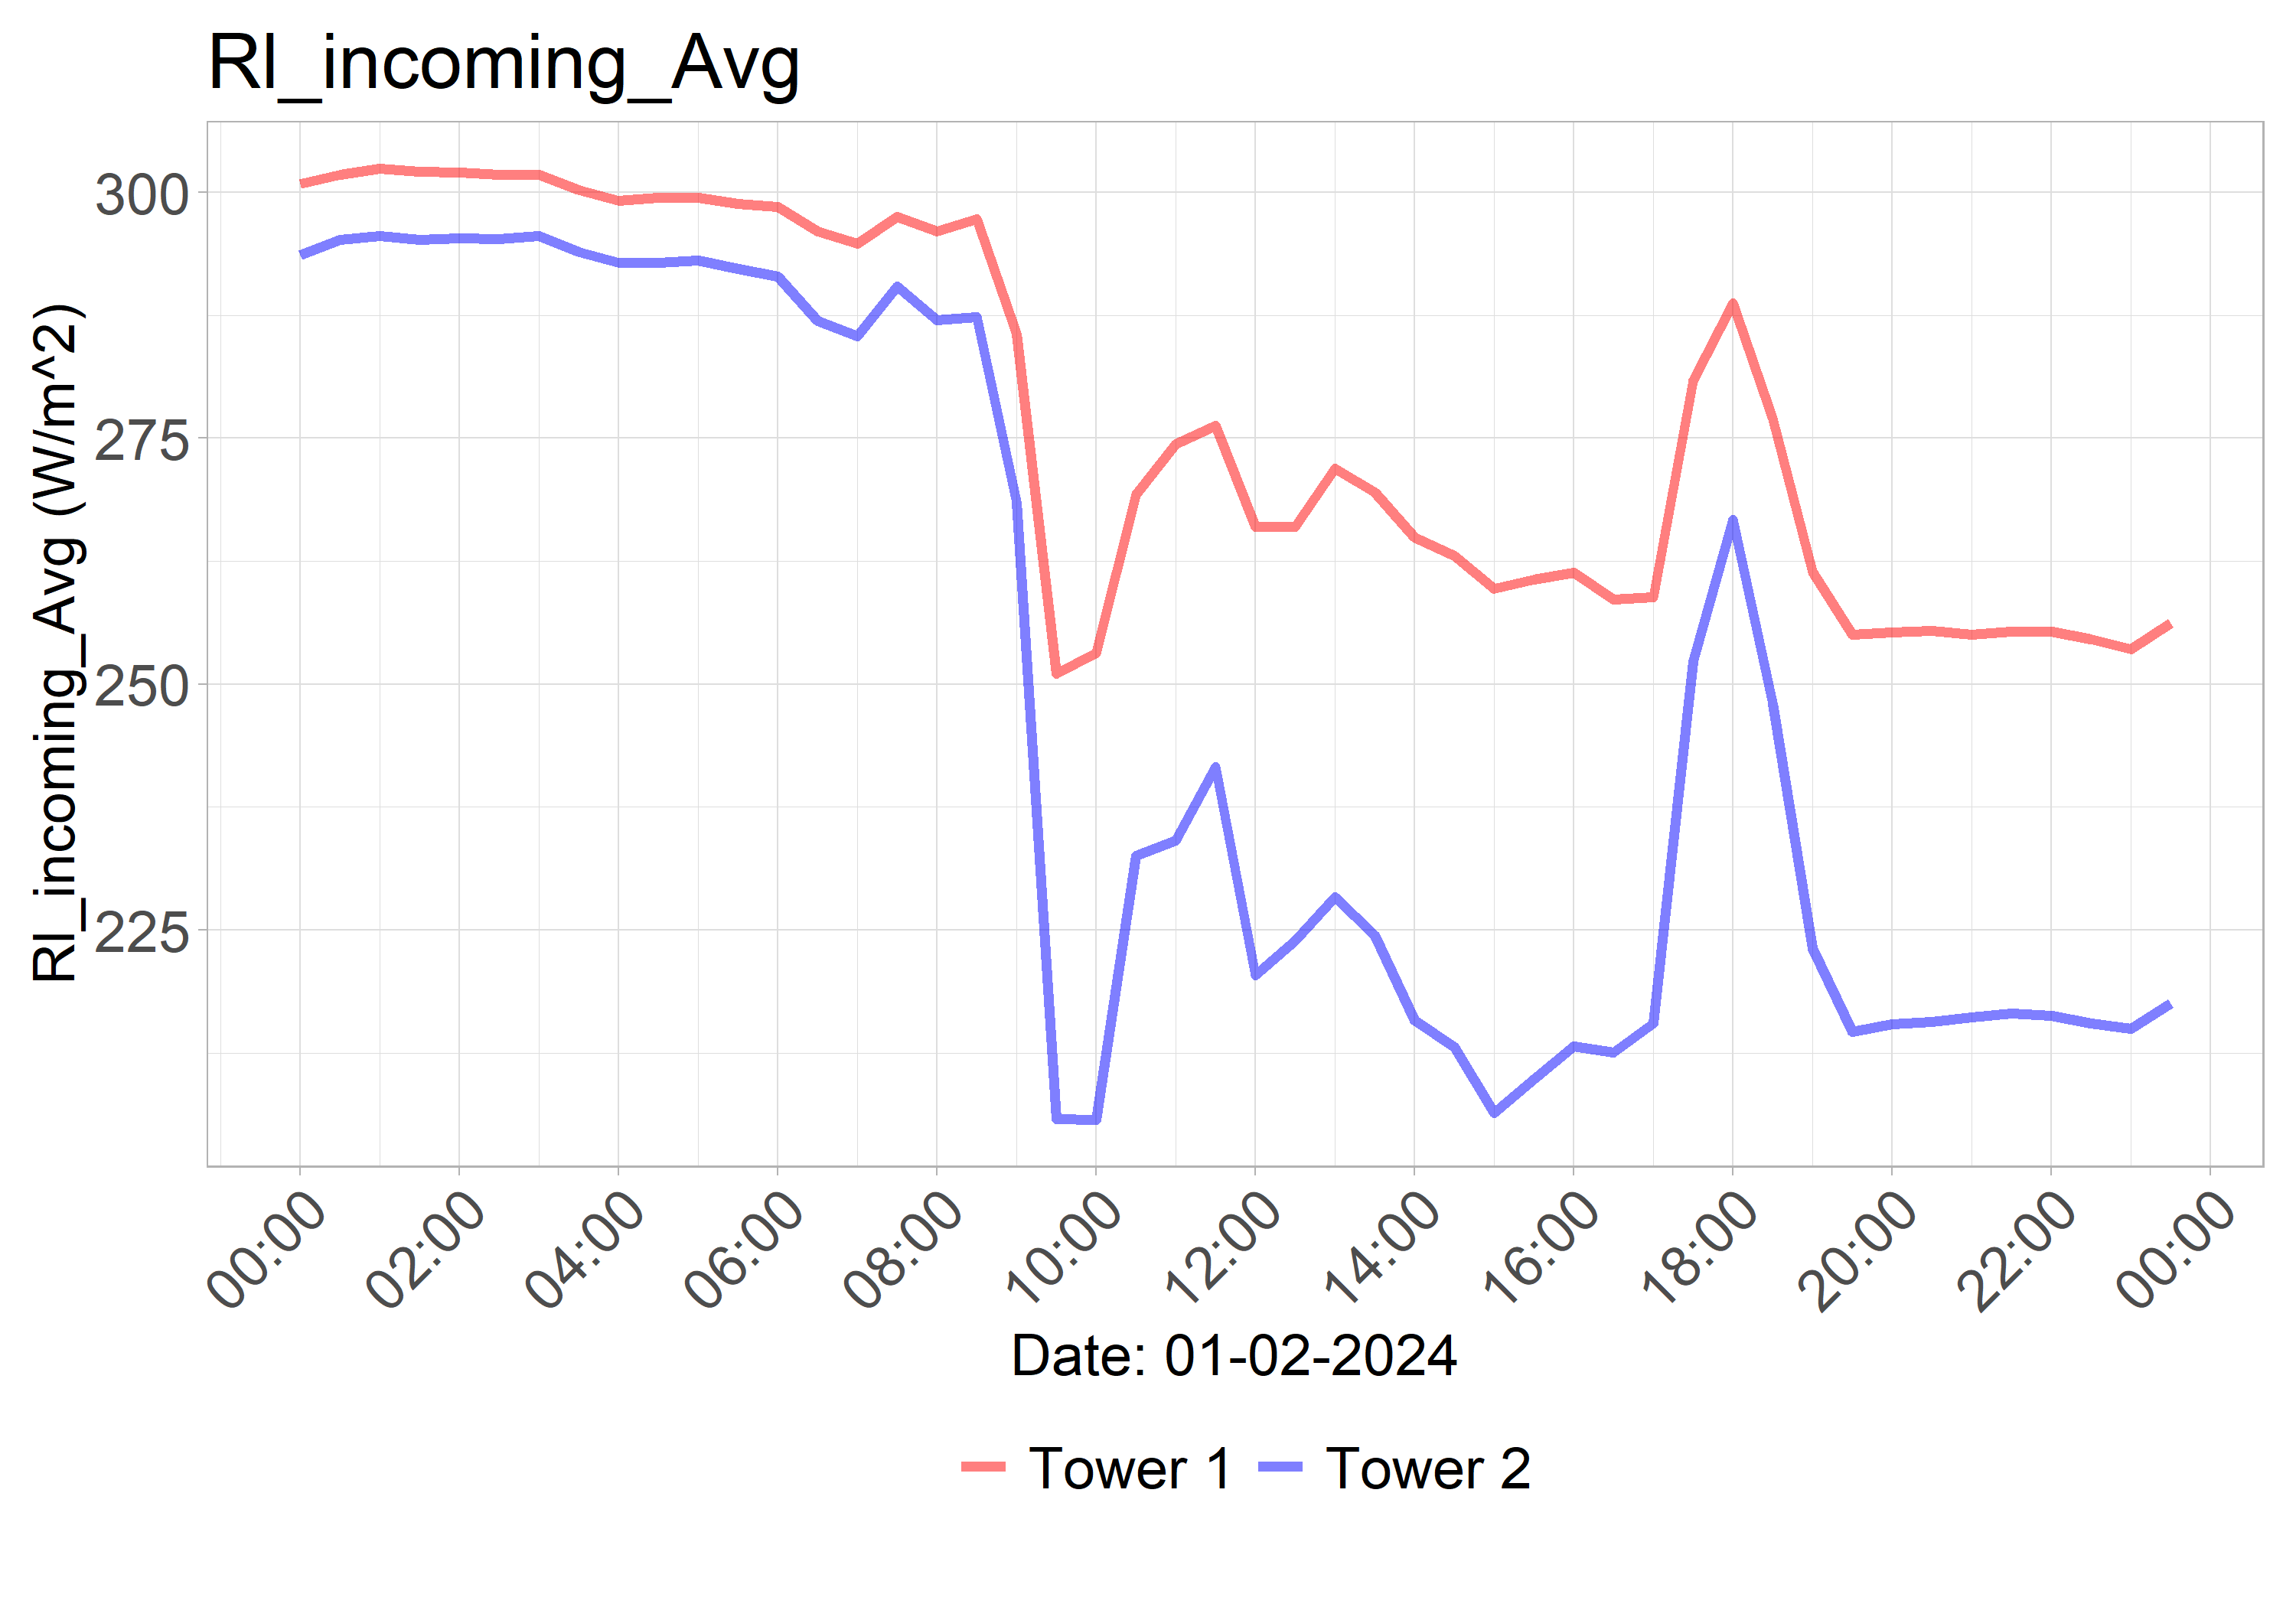 Rl_incoming_Avg
Rl_incoming_Avg (W/m^2)
300
275
250
225
00:00 02:00 04:00 06:00 08:00 10:00 12:00 14:00 16:00 18:00 20:00 22:00 00:00
Date: 01-02-2024
Tower 1 Tower 2